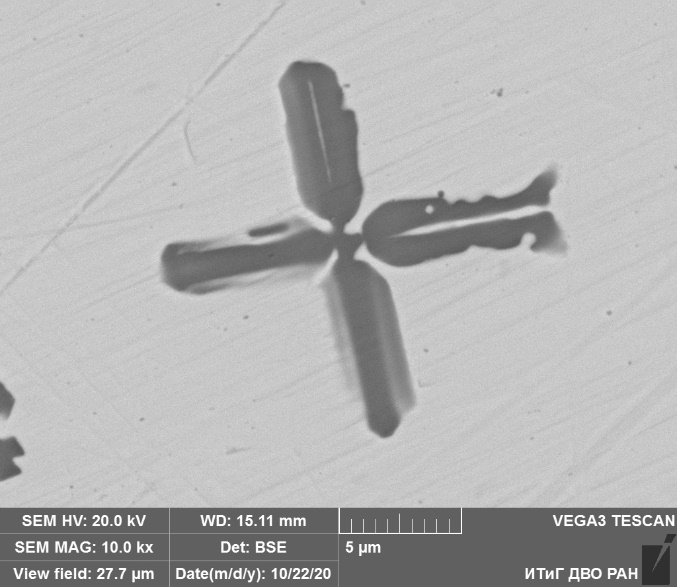 SEM HV: 20.0 kV
WD: 15.11 mm
VEGA3 TESCAN
SEM MAG: 10.0 kx
Det: BSE
5 µm
View field: 27.7 µm
Date(m/d/y): 10/22/20
ИТиГ ДВО РАН